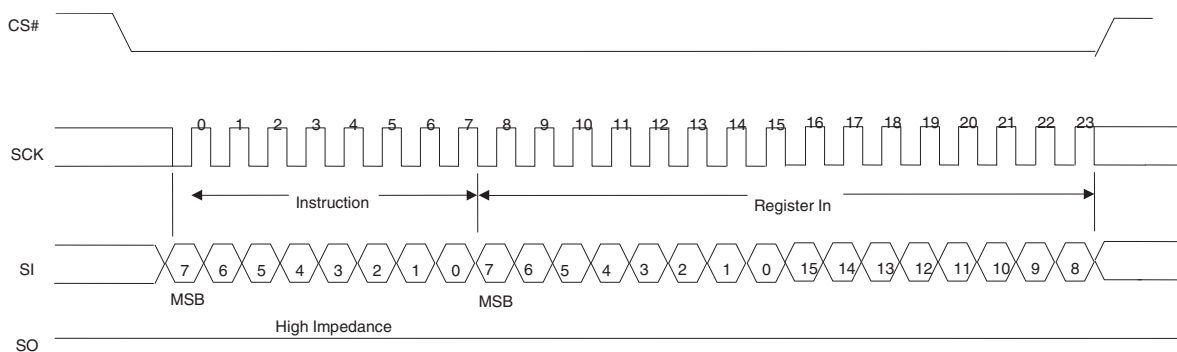 CS#
0 1 2 3 4 5 6 7 8 9 10 11 12 13 14 15 16 17 18 19 20 21 22 23
SCK
Instruction Register In
SI 7 6 5 4 3 2 1 0 7 6 5 4 3 2 1 0 15 14 13 12 11 10 9 8
MSB MSB
High Impedance
SO